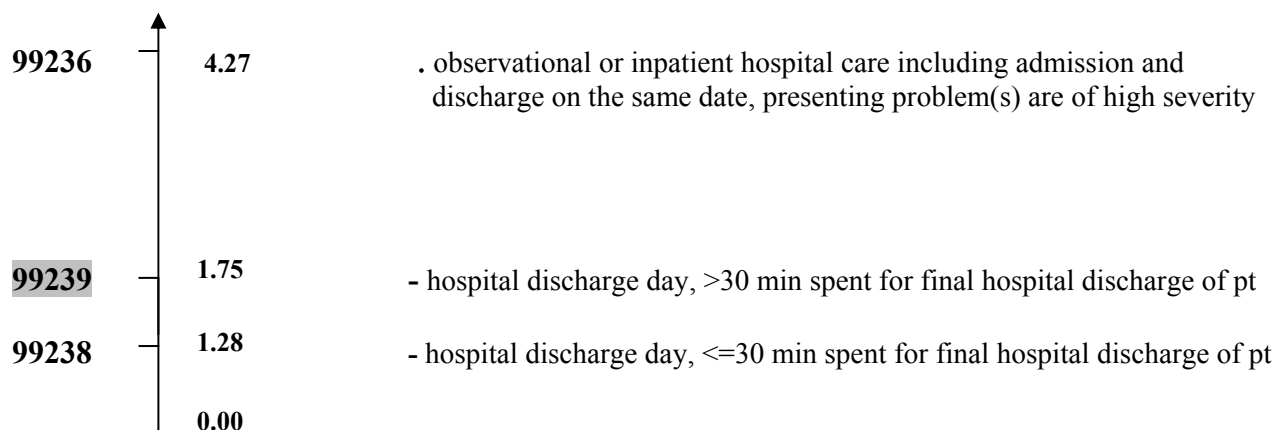 99236 4.27 . observational or inpatient hospital care including admission and
discharge on the same date, presenting problem(s) are of high severity
99239 1.75 - hospital discharge day, >30 min spent for final hospital discharge of pt
99238 1.28 - hospital discharge day, <=30 min spent for final hospital discharge of pt
0.00